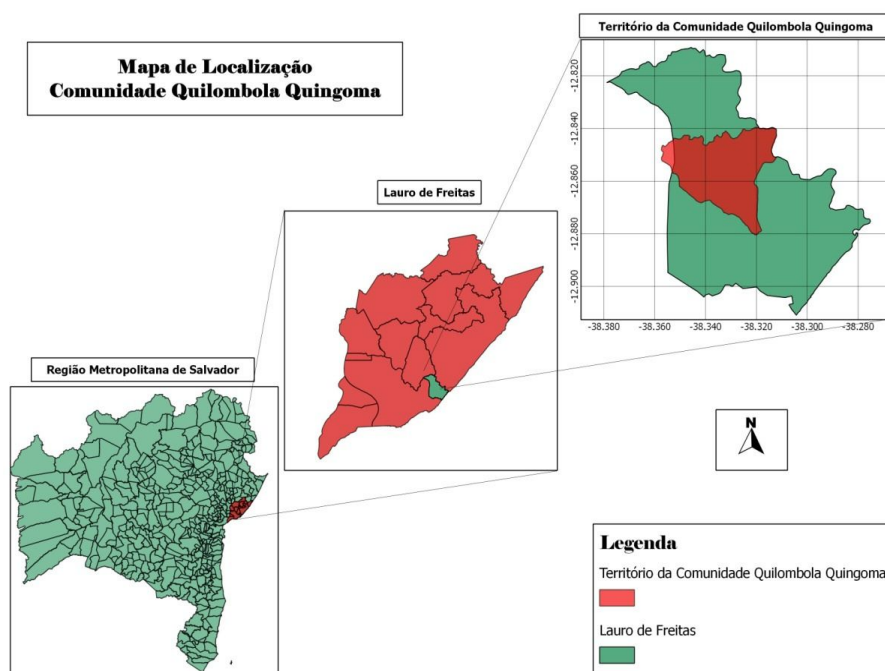 Mapa de Localização
Comunidade Quilombola Quingoma
Território da Comunidade Quilombola Quingoma
-12.820
-12.840
-12.860
-12.880
-12.900
-38.380 -38.360 -38.340 -38.320 -38.300 -38.280
Lauro de Freitas
Região Metropolitana de Salvador
N
Legenda
Território da Comunidade Quilombola Quingoma
Lauro de Freitas